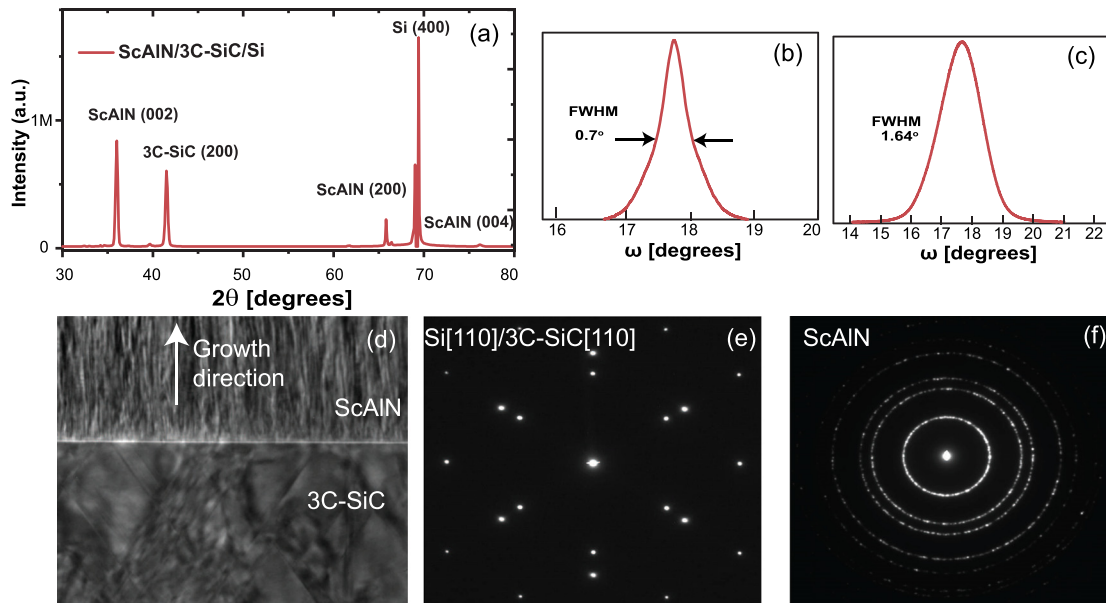 (a)
ScAlN/3C-SiC/Si
Si (400)
ScAlN (002)
3C-SiC (200)
ScAlN (200)
ScAlN (004)
Intensity (a.u.)
1M
0
30 40 50 60 70 80
2θ [degrees]
(b)
FWHM
0.7°
16 17 18 19 20
ω [degrees]
(c)
FWHM
1.64°
14 15 16 17 18 19 20 21 22
ω [degrees]
(d)
Growth
direction
ScAlN
3C-SiC
Si[110]/3C-SiC[110] (e)
ScAlN (f)